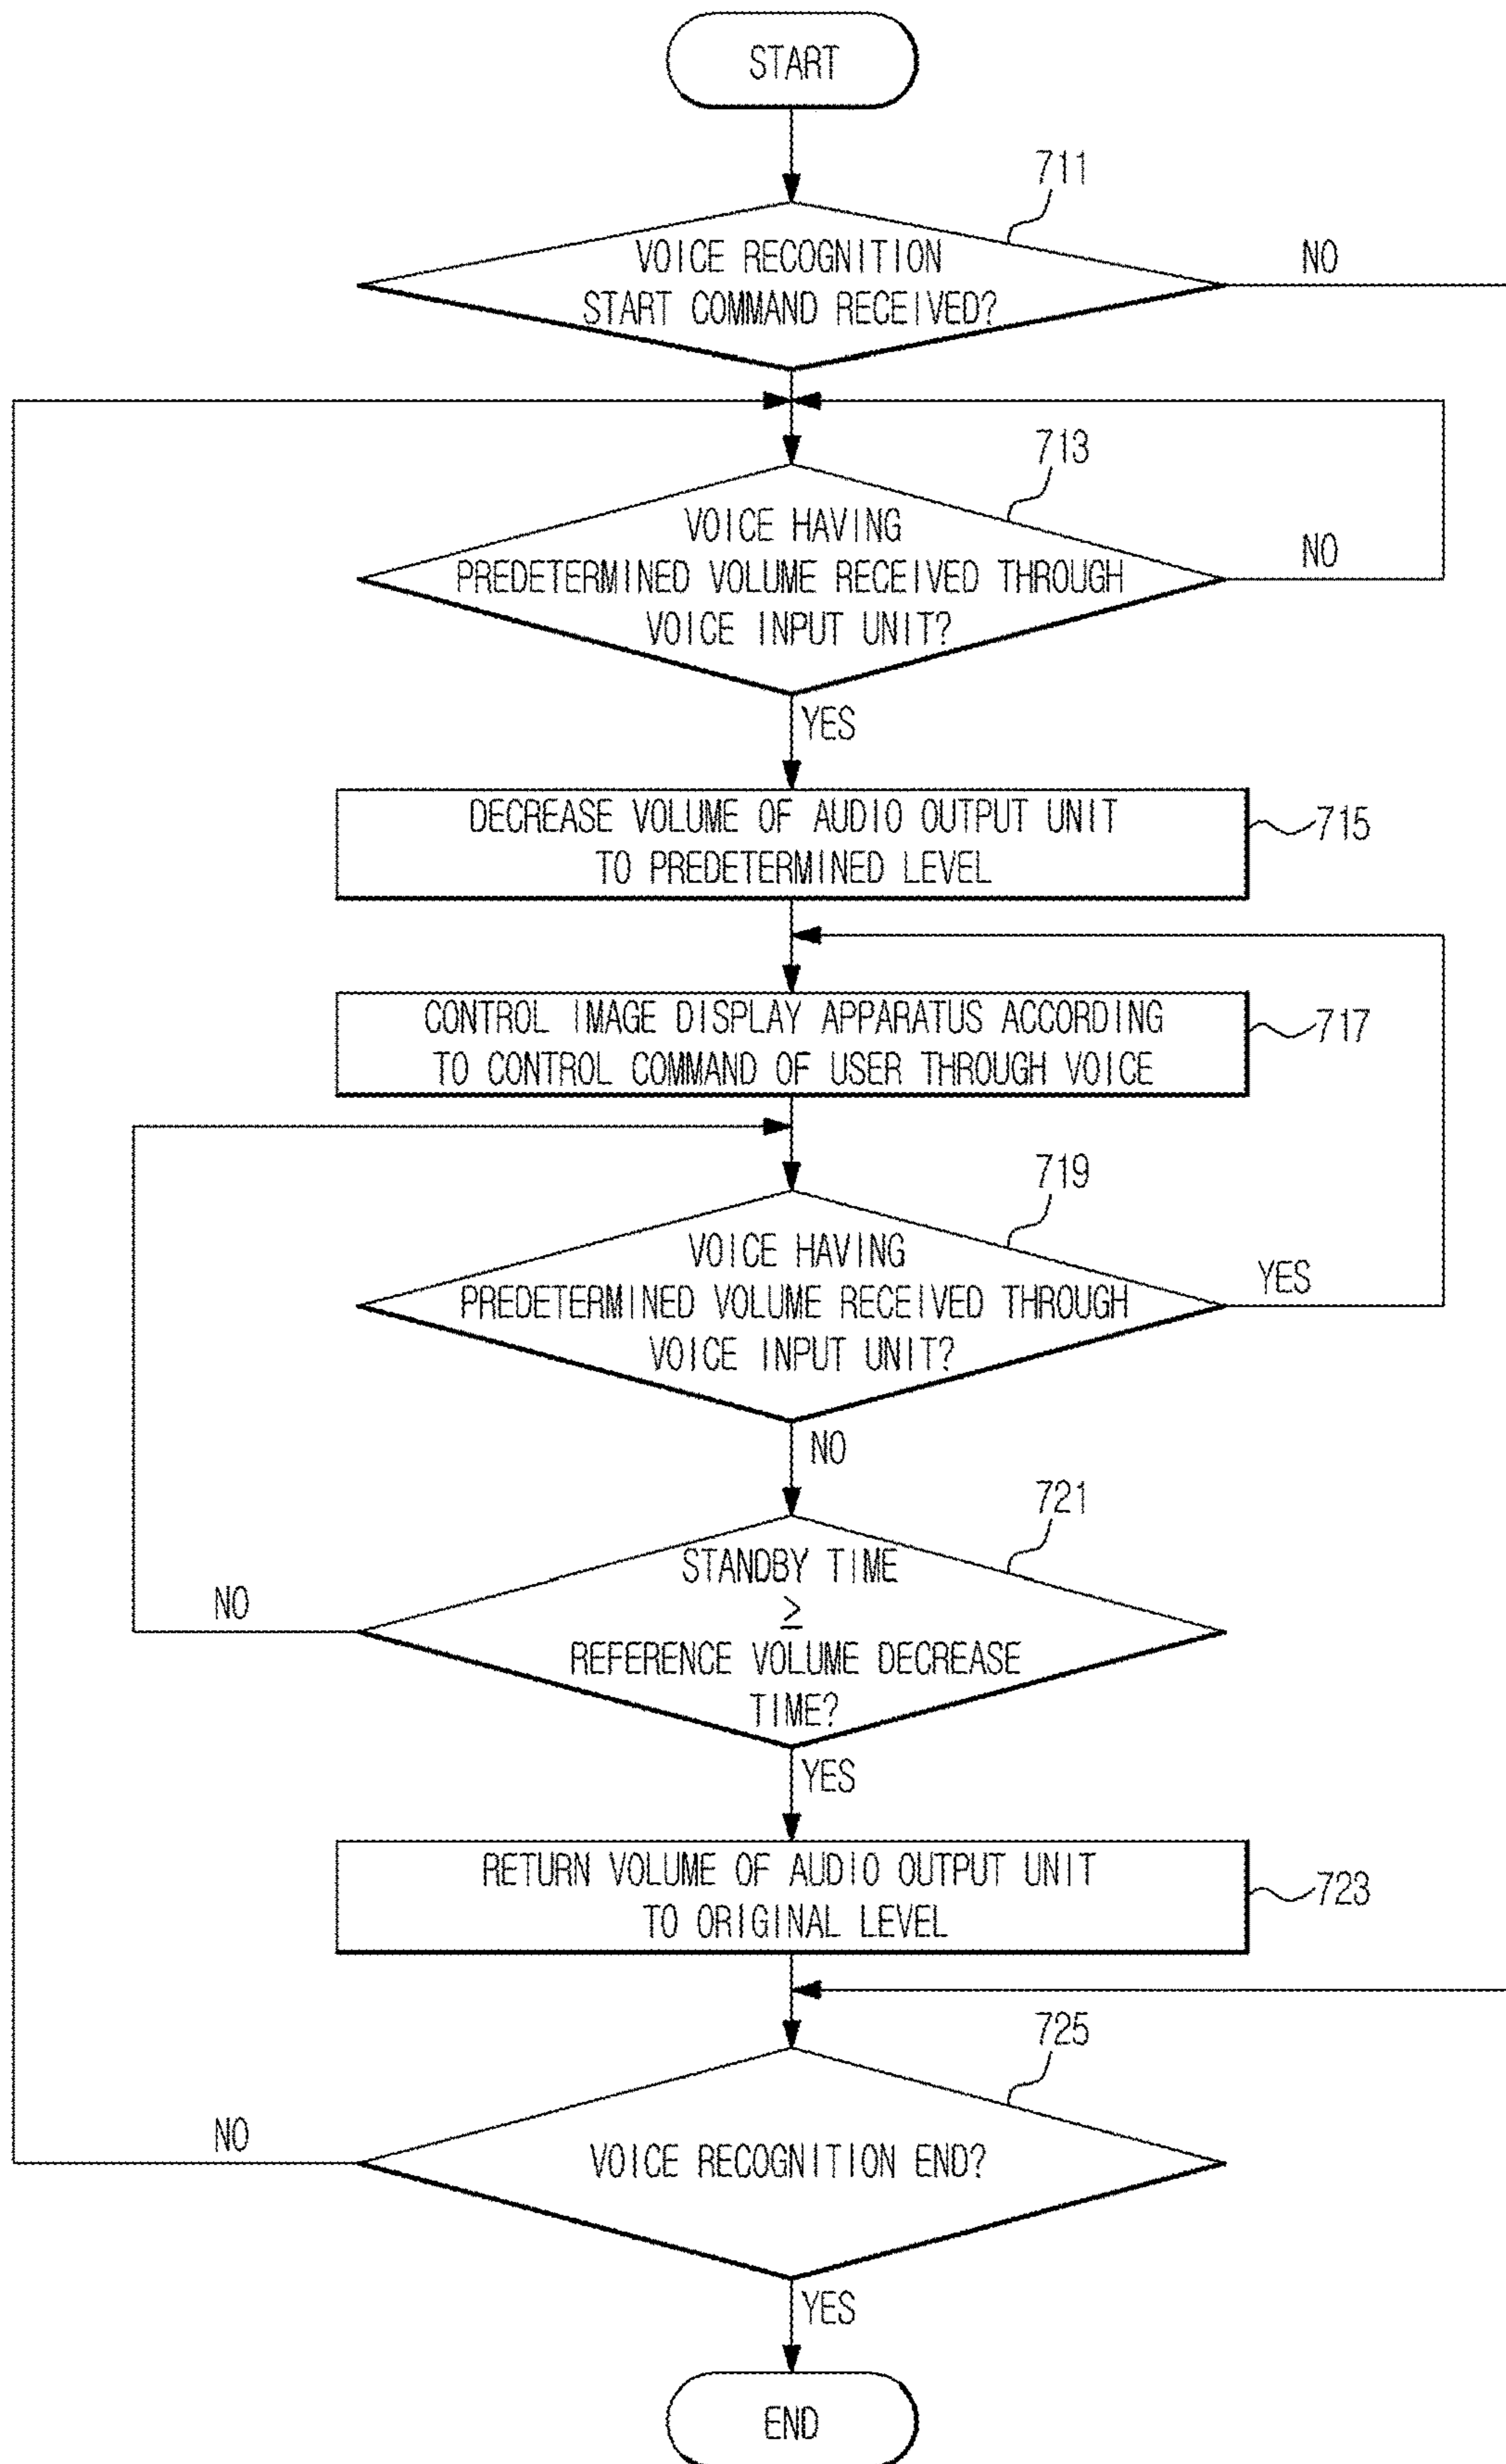 START
711
VOICE RECOGNITION
START COMMAND RECEIVED?
NO
713
VOICE HAVING
PREDETERMINED VOLUME RECEIVED THROUGH
VOICE INPUT UNIT?
NO
YES
DECREASE VOLUME OF AUDIO OUTPUT UNIT
TO PREDETERMINED LEVEL
715
CONTROL IMAGE DISPLAY APPARATUS ACCORDING
TO CONTROL COMMAND OF USER THROUGH VOICE
717
719
VOICE HAVING
PREDETERMINED VOLUME RECEIVED THROUGH
VOICE INPUT UNIT?
YES
NO
721
STANDBY TIME
≥
REFERENCE VOLUME DECREASE
TIME?
NO
YES
RETURN VOLUME OF AUDIO OUTPUT UNIT
TO ORIGINAL LEVEL
723
725
VOICE RECOGNITION END?
NO
YES
END